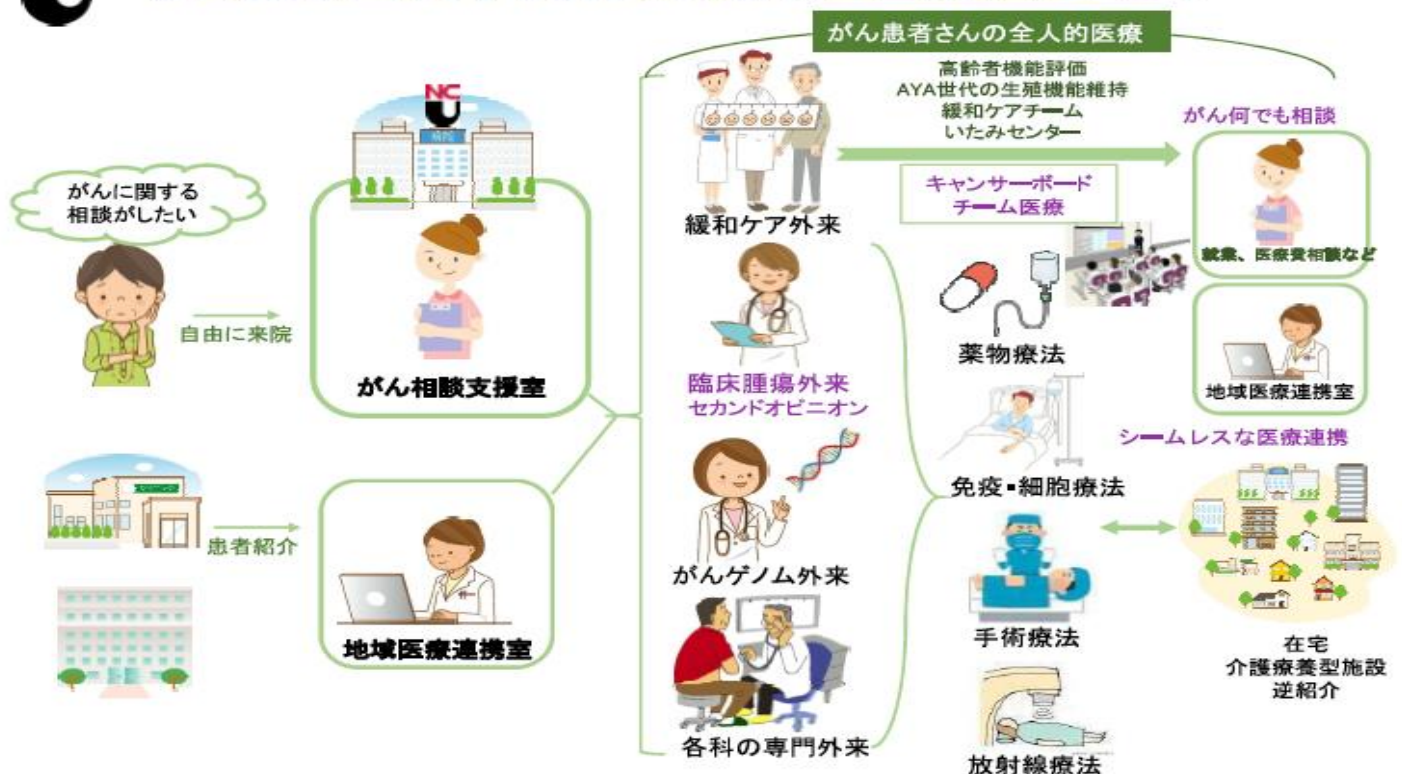 がん患者さんの全人的医療
高齢者機能評価
AYA世代の生殖機能維持
緩和ケアチーム
いたみセンター
がん何でも相談
キャンサーボード
チーム医療
就業、医療費相談など
地域医療連携室
シームレスな医療連携
在宅
介護療養型施設
逆紹介
NC
U
病院
がんに関する
相談がしたい
自由に来院
がん相談支援室
患者紹介
地域医療連携室
緩和ケア外来
臨床腫瘍外来
セカンドオピニオン
がんゲノム外来
各科の専門外来
薬物療法
免疫・細胞療法
手術療法
放射線療法